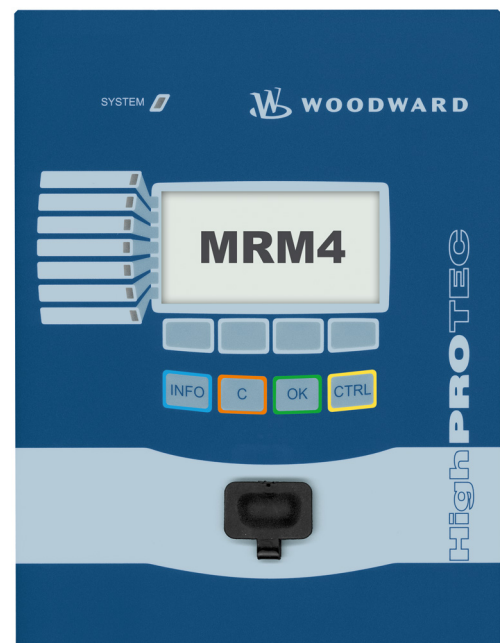 SYSTEM
WOODWARD
MRM4
INFO
C
OK
CTRL
HighPROTEC